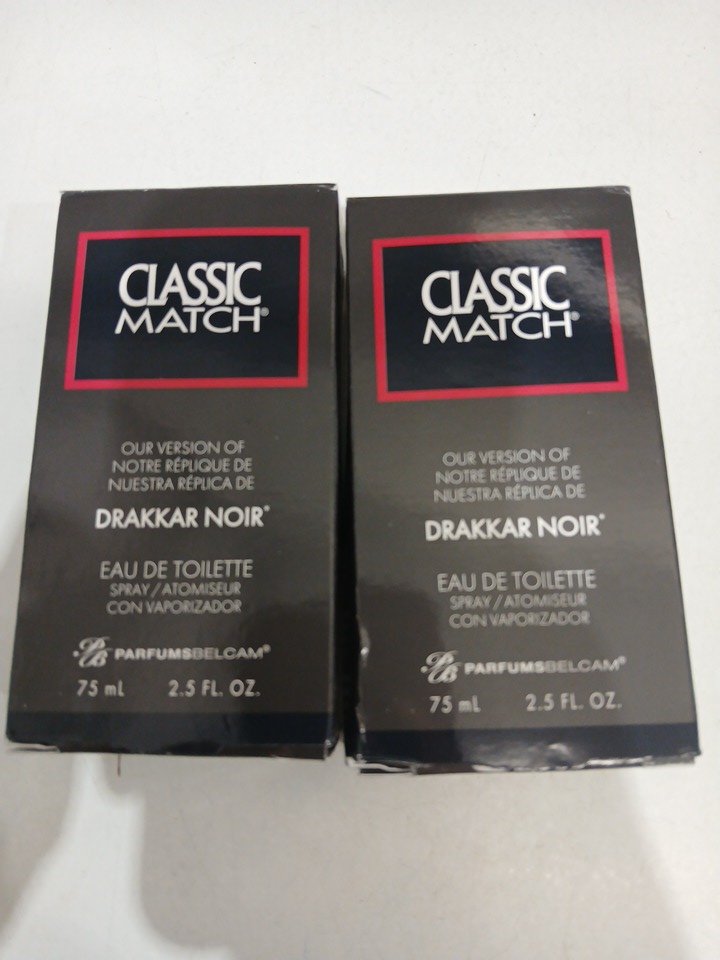 CLASSIC
MATCH®
OUR VERSION OF
NOTRE RÉPLIQUE DE
NUESTRA RÉPLICA DE
DRAKKAR NOIR*
EAU DE TOILETTE
SPRAY / ATOMISEUR
CON VAPORIZADOR
PB PARFUMSBELCAM®
75 mL 2.5 FL. OZ.
CLASSIC
MATCH®
OUR VERSION OF
NOTRE RÉPLIQUE DE
NUESTRA RÉPLICA DE
DRAKKAR NOIR*
EAU DE TOILETTE
SPRAY / ATOMISEUR
CON VAPORIZADOR
PB PARFUMSBELCAM®
75 mL 2.5 FL. OZ.